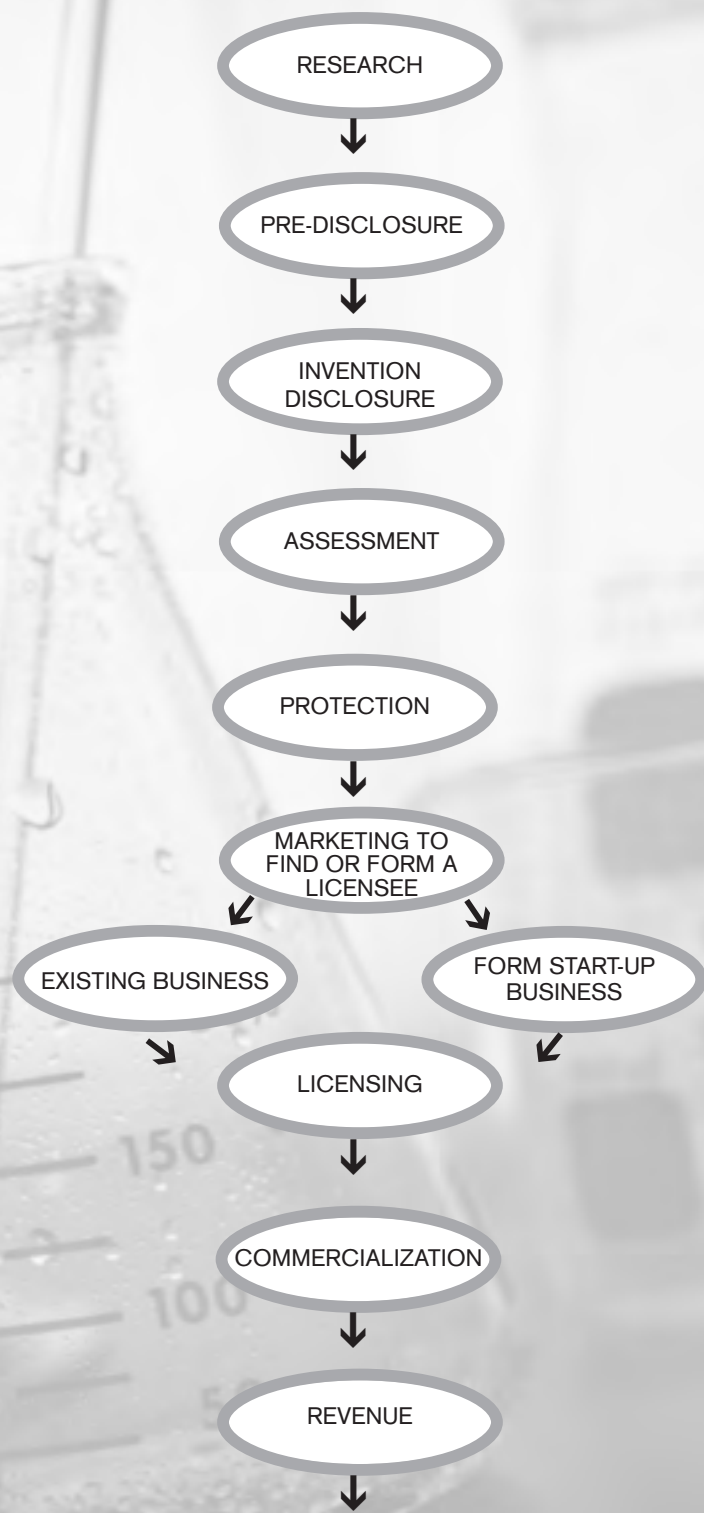 RESEARCH
PRE-DISCLOSURE
INVENTION
DISCLOSURE
ASSESSMENT
PROTECTION
MARKETING TO
FIND OR FORM A
LICENSEE
EXISTING BUSINESS
FORM START-UP
BUSINESS
LICENSING
150
COMMERCIALIZATION
100
REVENUE